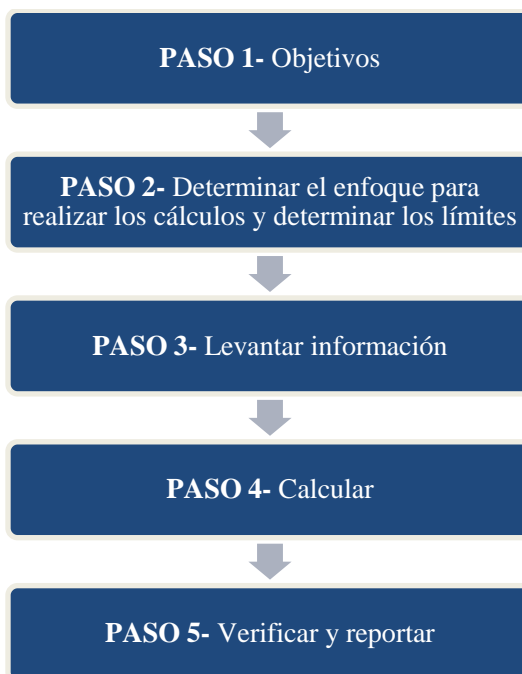 PASO 1- Objetivos
PASO 2- Determinar el enfoque para
realizar los cálculos y determinar los límites
PASO 3- Levantar información
PASO 4- Calcular
PASO 5- Verificar y reportar